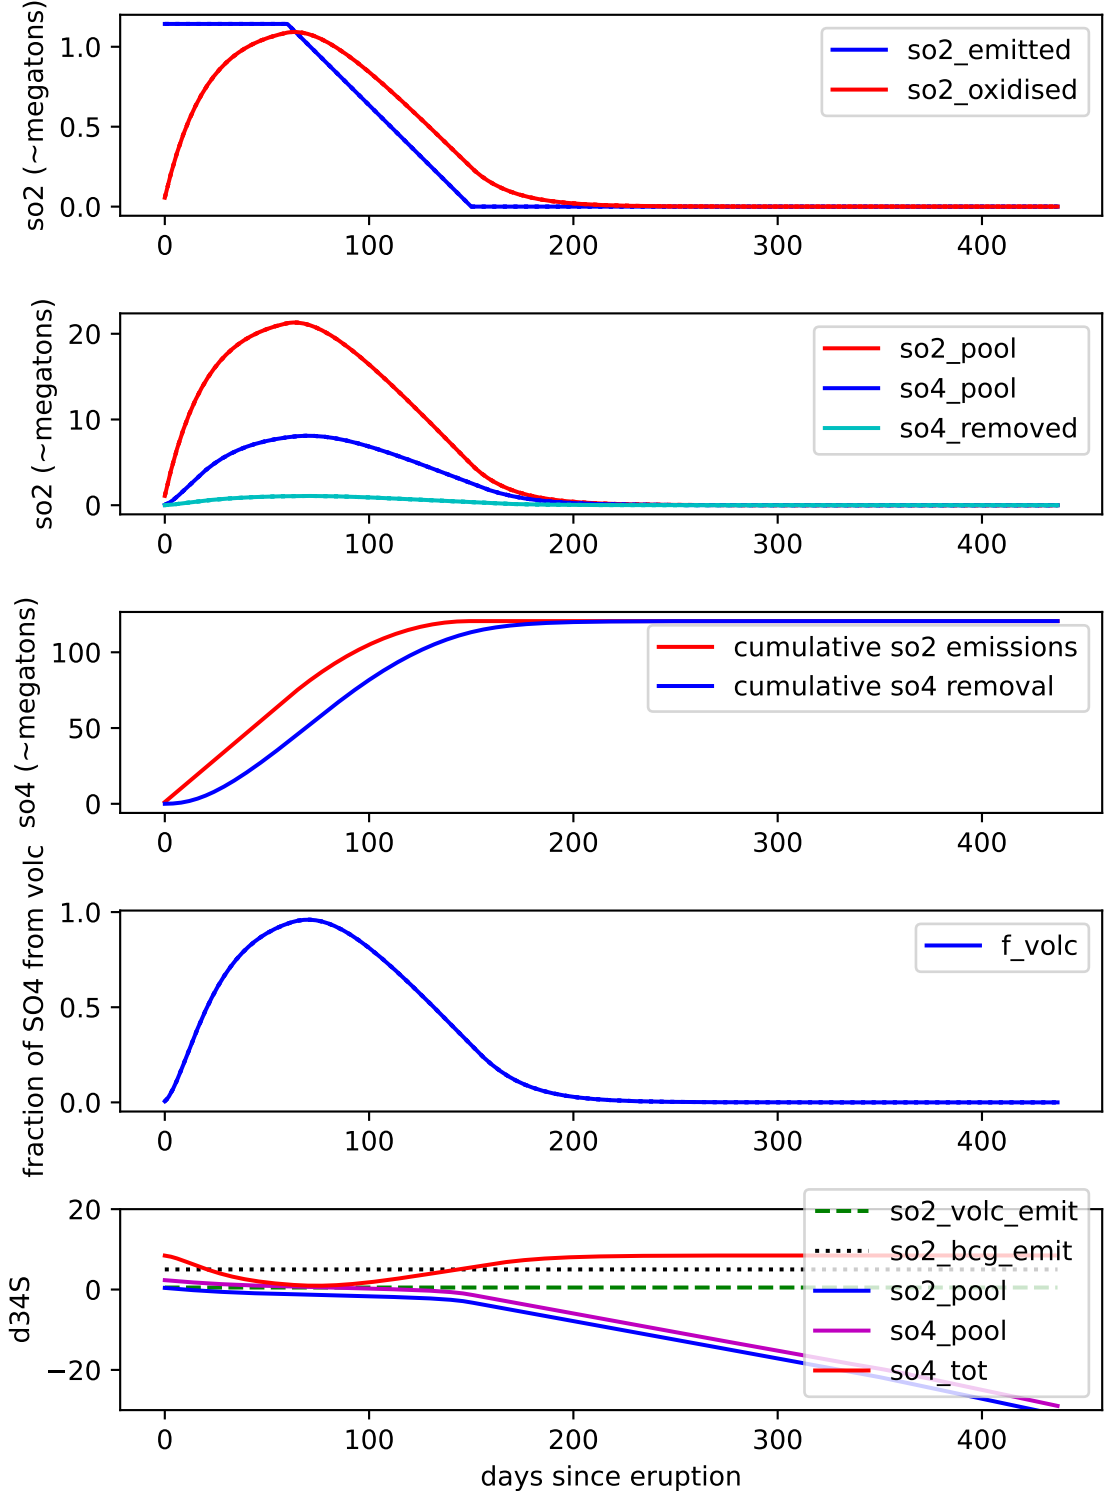 so2 (~megatons)
1.0
0.5
0.0
so2_emitted
so2_oxidised
0 100 200 300 400
so2 (~megatons)
20
10
0
so2_pool
so4_pool
so4_removed
0 100 200 300 400
so4 (~megatons)
100
50
0
cumulative so2 emissions
cumulative so4 removal
0 100 200 300 400
fraction of SO4 from volc
1.0
0.5
0.0
f_volc
0 100 200 300 400
d34S
20
0
−20
so2_volc_emit
so2_bcg_emit
so2_pool
so4_pool
so4_tot
0 100 200 300 400
days since eruption